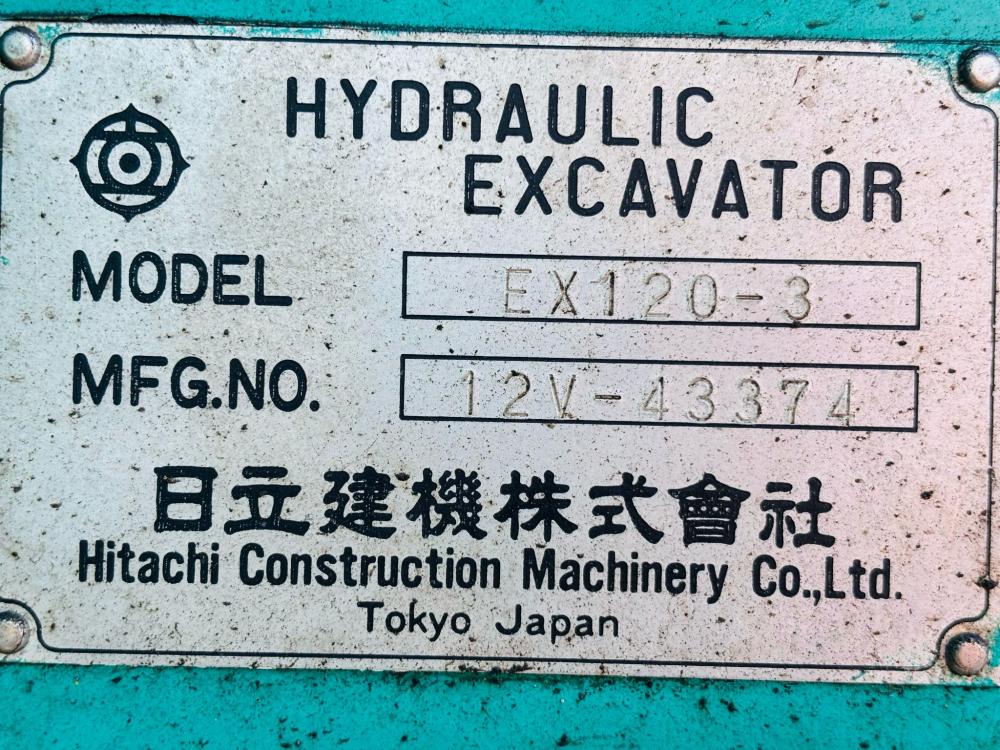 HYDRAULIC
EXCAVATOR
MODEL EX120-3
MFG.NO. 12V-43374
日立建機株式會社
Hitachi Construction Machinery Co.,Ltd.
Tokyo Japan